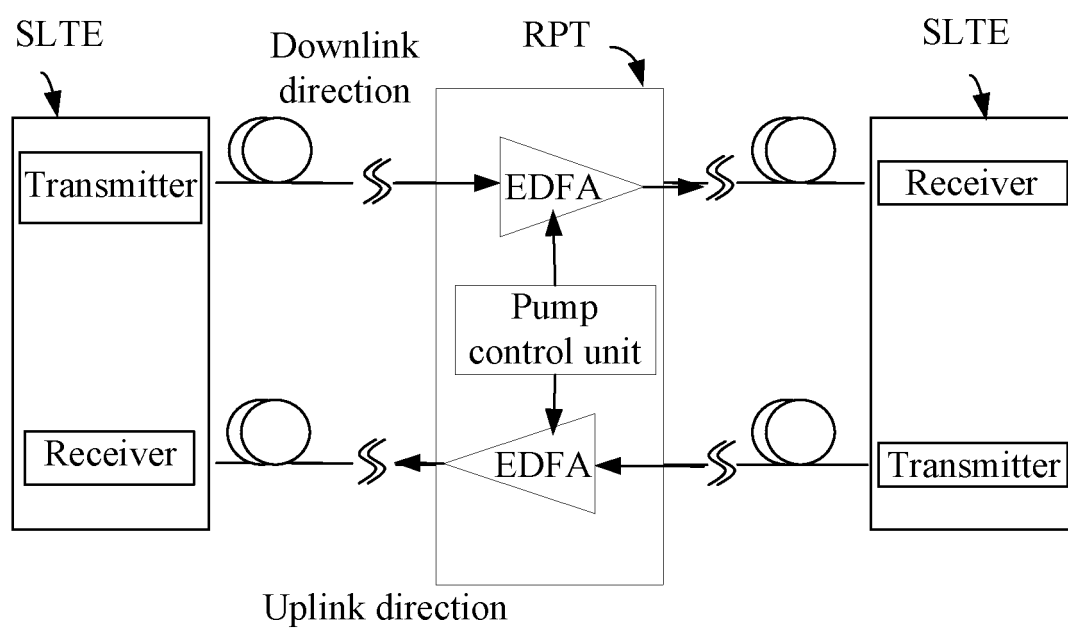 SLTE
Downlink
direction
RPT
SLTE
Transmitter
EDFA
Receiver
Pump
control unit
Receiver
EDFA
Transmitter
Uplink direction